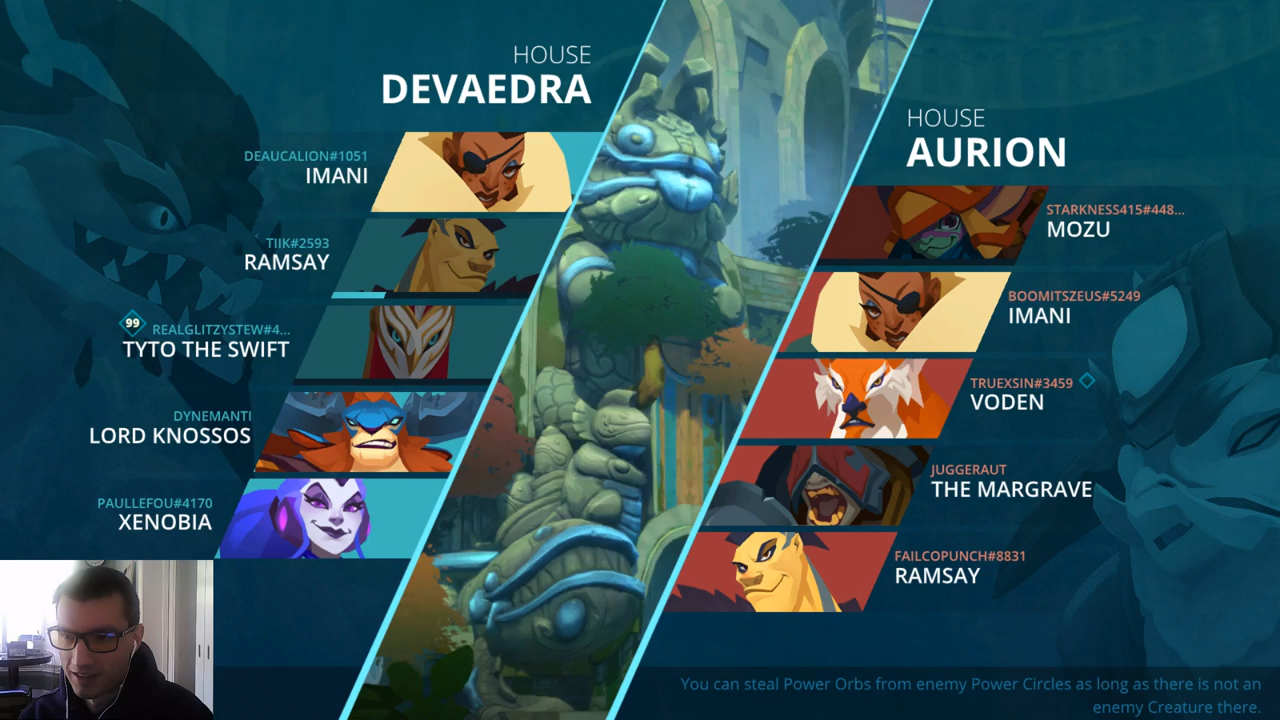 HOUSE
DEVAEDRA
DEAUCALION#1051
IMANI
TIIK#2593
RAMSAY
99
REALGLITZYSTEW#4...
TYTO THE SWIFT
DYNEMANTI
LORD KNOSSOS
PAULLEFOU#4170
XENOBIA
HOUSE
AURION
STARKNESS415#448...
MOZU
BOOMITSZEUS#5249
IMANI
TRUEXSIN#3459
VODEN
JUGGERAUT
THE MARGRAVE
FAILCOPUNCH#8831
RAMSAY
You can steal Power Orbs from enemy Power Circles as long as there is not an
enemy Creature there.